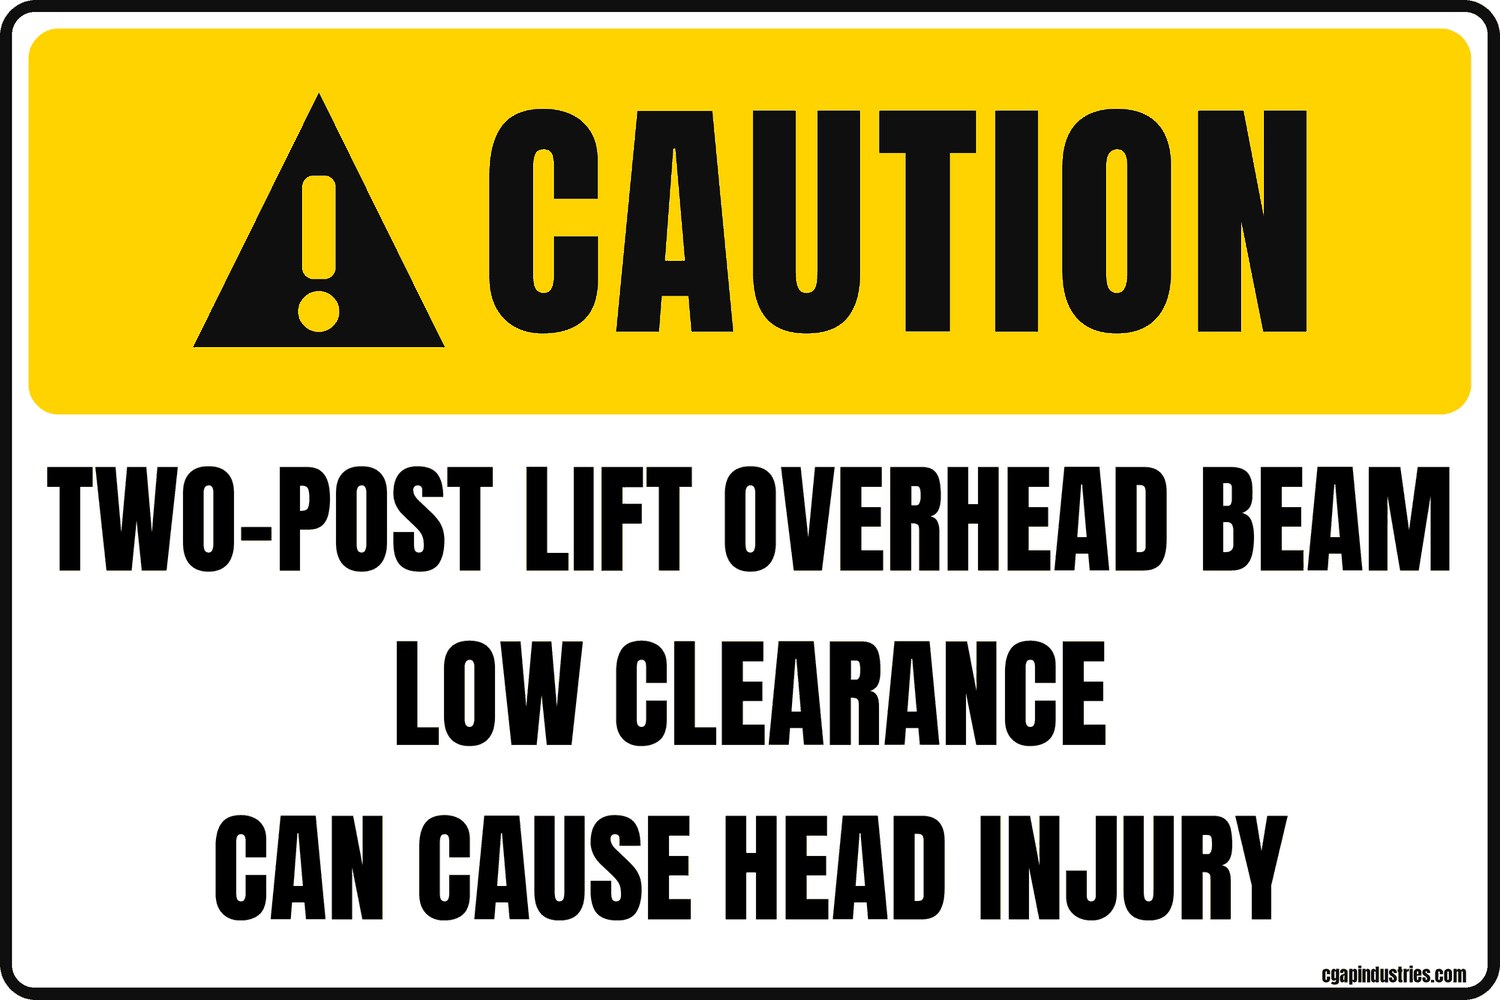 CAUTION
TWO-POST LIFT OVERHEAD BEAM
LOW CLEARANCE
CAN CAUSE HEAD INJURY
cgapindustries.com